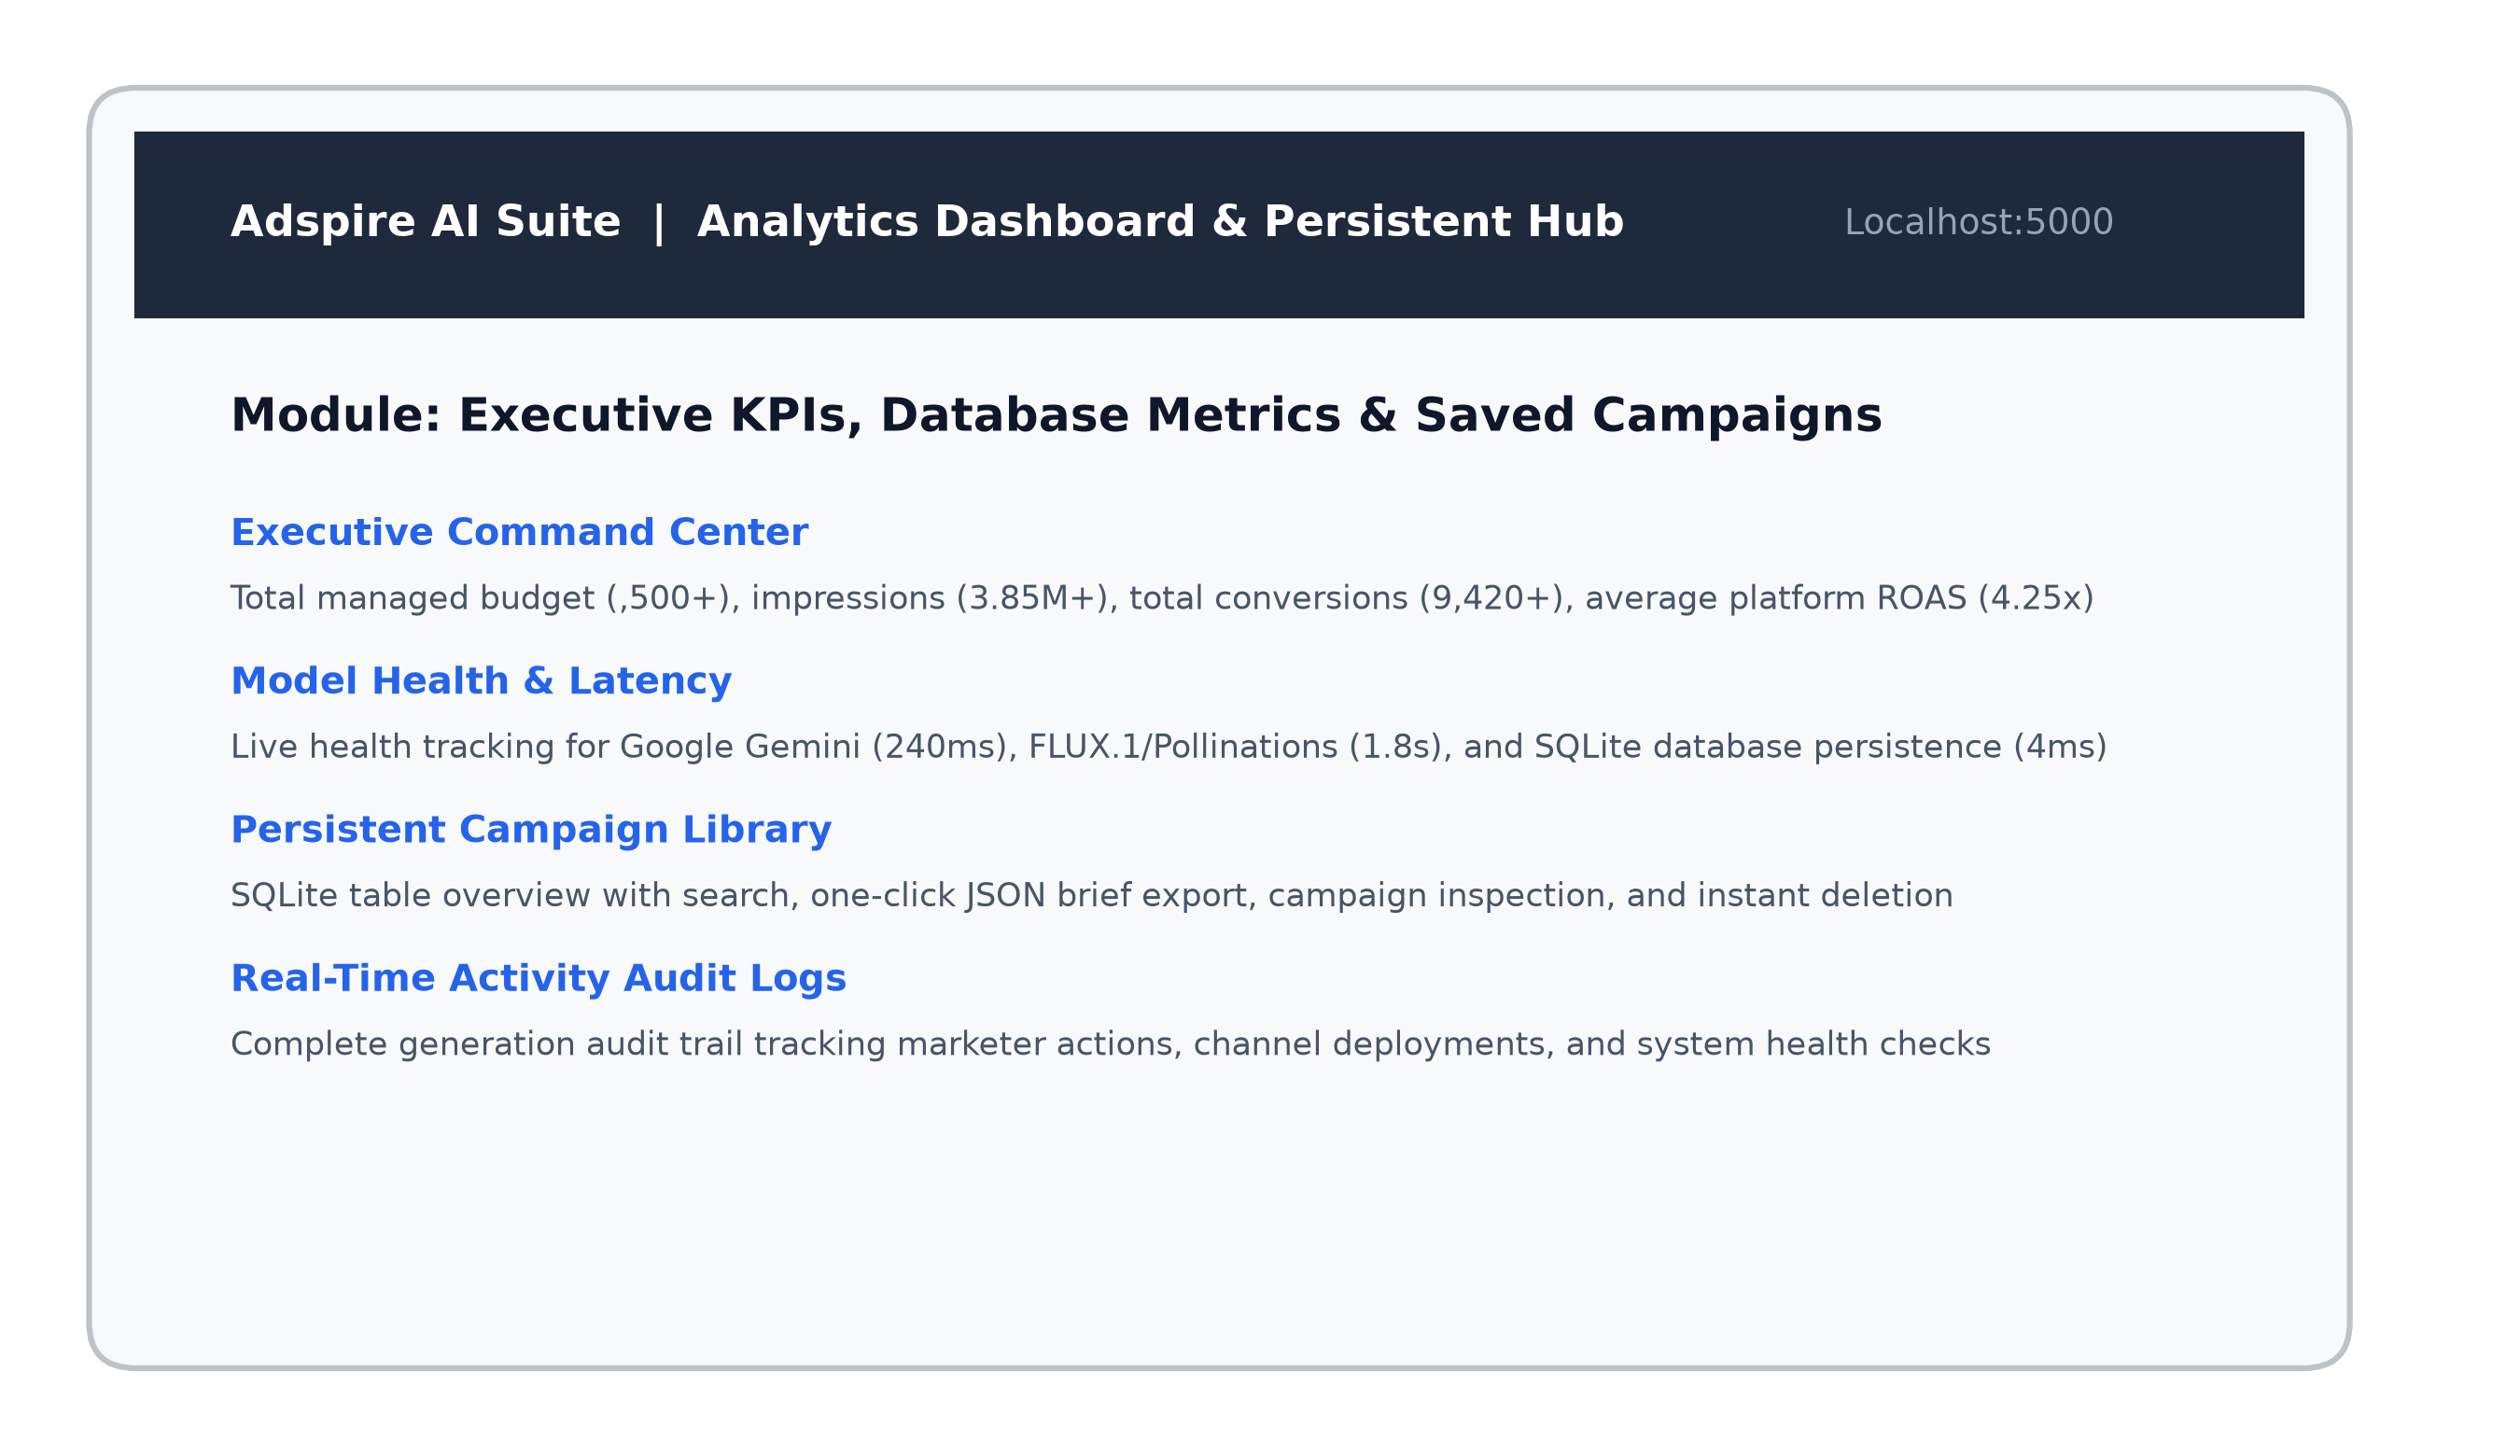 Adspire AI Suite | Analytics Dashboard & Persistent Hub
Localhost:5000
Module: Executive KPIs, Database Metrics & Saved Campaigns
Executive Command Center
Total managed budget (,500+), impressions (3.85M+), total conversions (9,420+), average platform ROAS (4.25x)
Model Health & Latency
Live health tracking for Google Gemini (240ms), FLUX.1/Pollinations (1.8s), and SQLite database persistence (4ms)
Persistent Campaign Library
SQLite table overview with search, one-click JSON brief export, campaign inspection, and instant deletion
Real-Time Activity Audit Logs
Complete generation audit trail tracking marketer actions, channel deployments, and system health checks